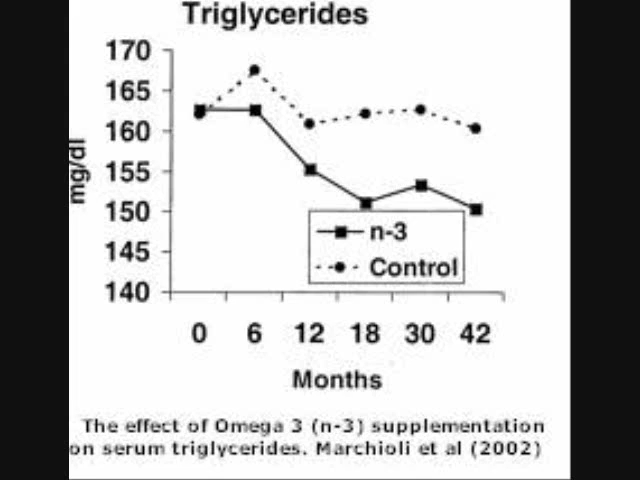 Triglycerides
170
165
160
155
150
145
140
mg/dl
n-3
Control
0 6 12 18 30 42
Months
The effect of Omega 3 (n-3) supplementation
on serum triglycerides. Marchioli et al (2002)